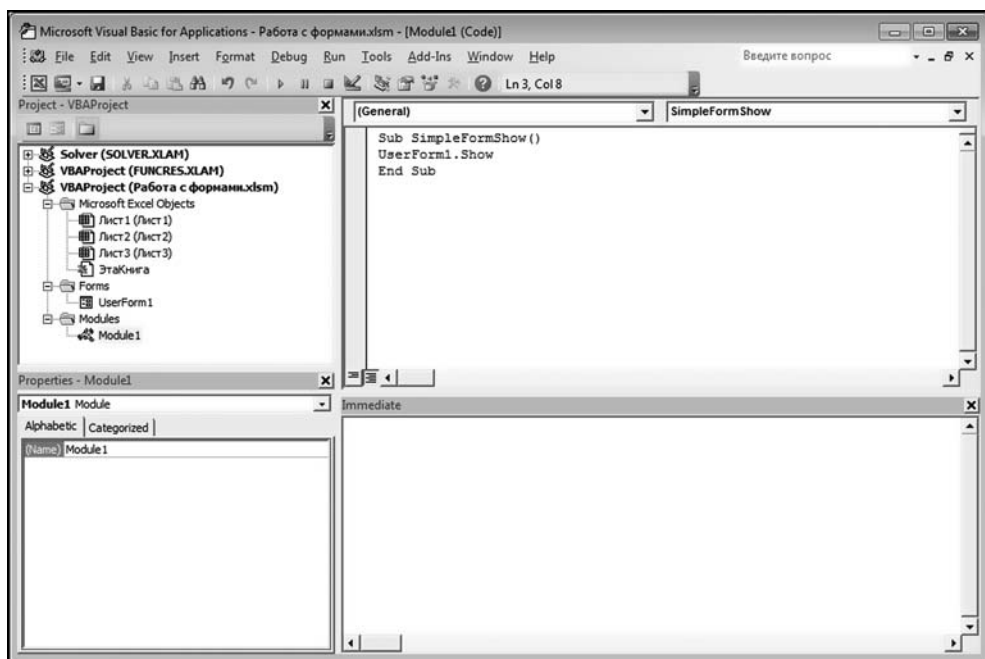 Microsoft Visual Basic for Applications - Работа с формами.xlsm - [Module1 (Code)]
File Edit View Insert Format Debug Run Tools Add-Ins Window Help
Введите вопрос
Ln 3, Col 8
Project - VBAProject
Solver (SOLVER.XLAM)
VBAProject (FUNCRES.XLAM)
VBAProject (Работа с формами.xlsm)
Microsoft Excel Objects
Лист1 (Лист1)
Лист2 (Лист2)
Лист3 (Лист3)
ЭтаКнига
Forms
UserForm1
Modules
Module1
Properties - Module1
Module1 Module
Alphabetic Categorized
(Name) Module1
(General) SimpleFormShow
Sub SimpleFormShow()
UserForm1.Show
End Sub
Immediate